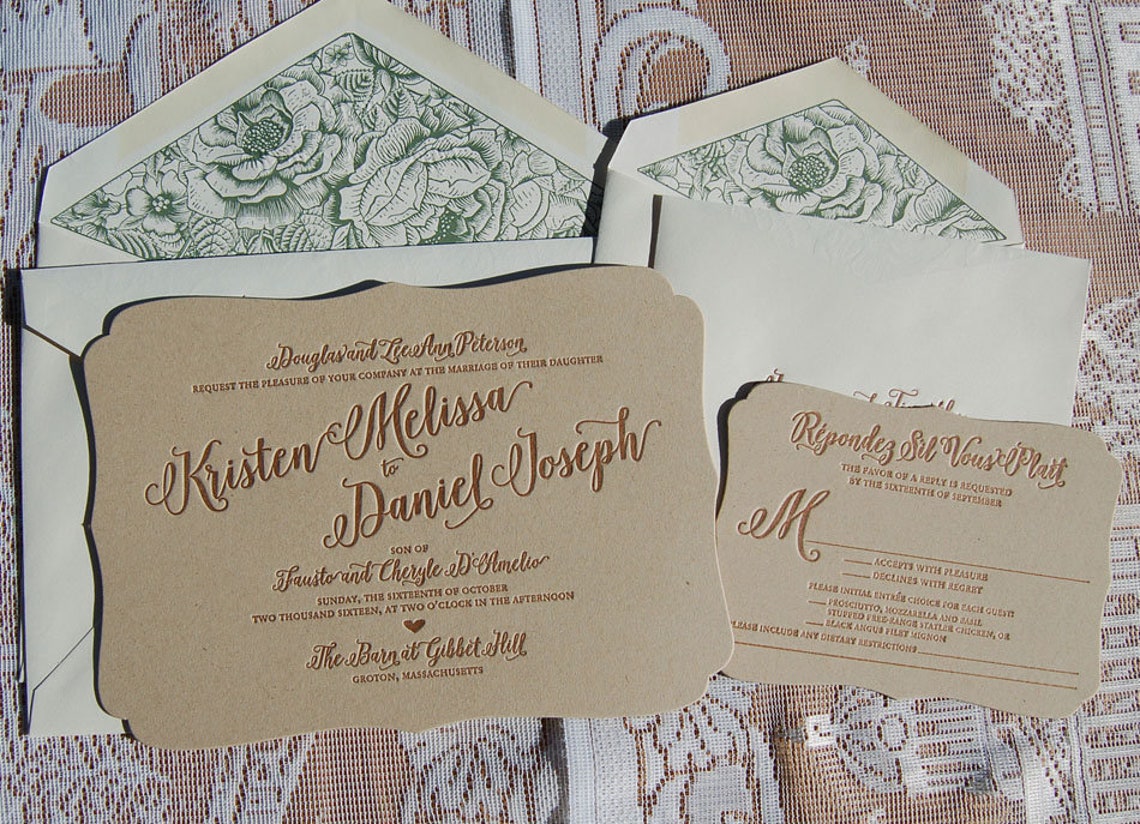 Douglas and Lee Ann Peterson
REQUEST THE PLEASURE OF YOUR COMPANY AT THE MARRIAGE OF THEIR DAUGHTER
Kristen Melissa
to
Daniel Joseph
SON OF
Fausto and Cheryle D'Amelio
SUNDAY, THE SIXTEENTH OF OCTOBER
TWO THOUSAND SIXTEEN, AT TWO O'CLOCK IN THE AFTERNOON
The Barn at Gibbet Hill
GROTON, MASSACHUSETTS
Répondez Sil Vous Plait
THE FAVOR OF A REPLY IS REQUESTED
BY THE SIXTEENTH OF SEPTEMBER
M
ACCEPTS WITH PLEASURE
DECLINES WITH REGRET
PLEASE INITIAL ENTRÉE CHOICE FOR EACH GUEST:
PROSCIUTTO, MOZZARELLA AND BASIL
STUFFED FREE-RANGE STATLER CHICKEN, OR
BLACK ANGUS FILET MIGNON
PLEASE INCLUDE ANY DIETARY RESTRICTIONS